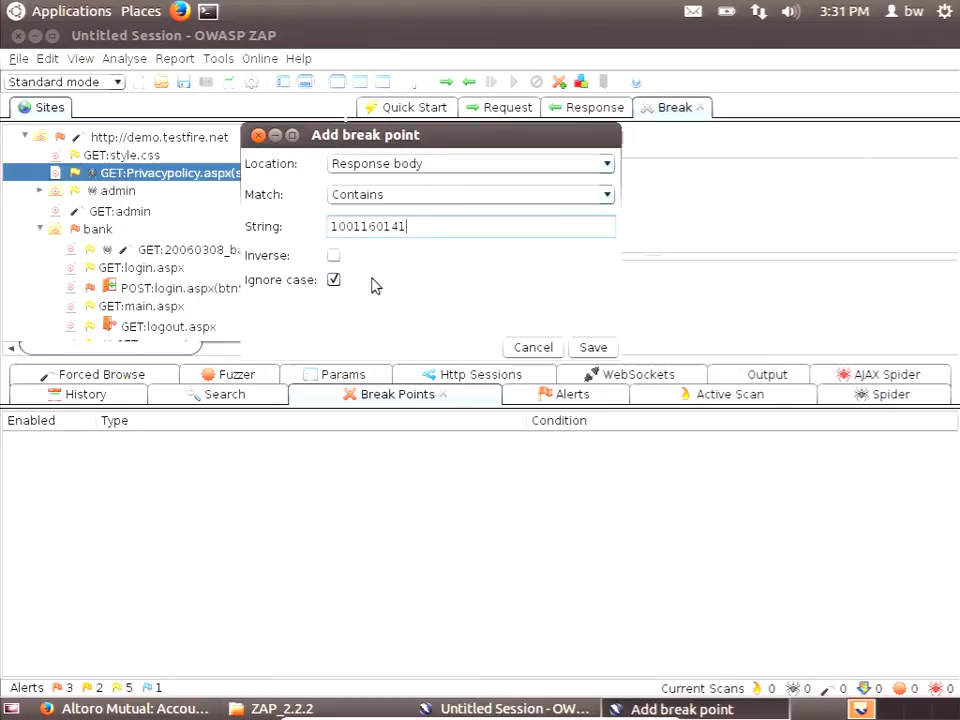 Applications Places 3:31 PM bw
Untitled Session - OWASP ZAP
File Edit View Analyse Report Tools Online Help
Standard mode
Sites Quick Start Request Response Break
Add break point
http://demo.testfire.net
GET:style.css
GET:Privacypolicy.aspx(s
admin
GET:admin
bank
GET:20060308_ba
GET:login.aspx
POST:login.aspx(btnS
GET:main.aspx
GET:logout.aspx
Location: Response body
Match: Contains
String: 1001160141
Inverse:
Ignore case:
Cancel Save
Forced Browse Fuzzer Params Http Sessions WebSockets Output AJAX Spider
History Search Break Points Alerts Active Scan Spider
Enabled Type Condition
Alerts 3 2 5 1 Current Scans 0 0 0 0 0 0
Altoro Mutual: Accou... ZAP_2.2.2 Untitled Session - OW... Add break point